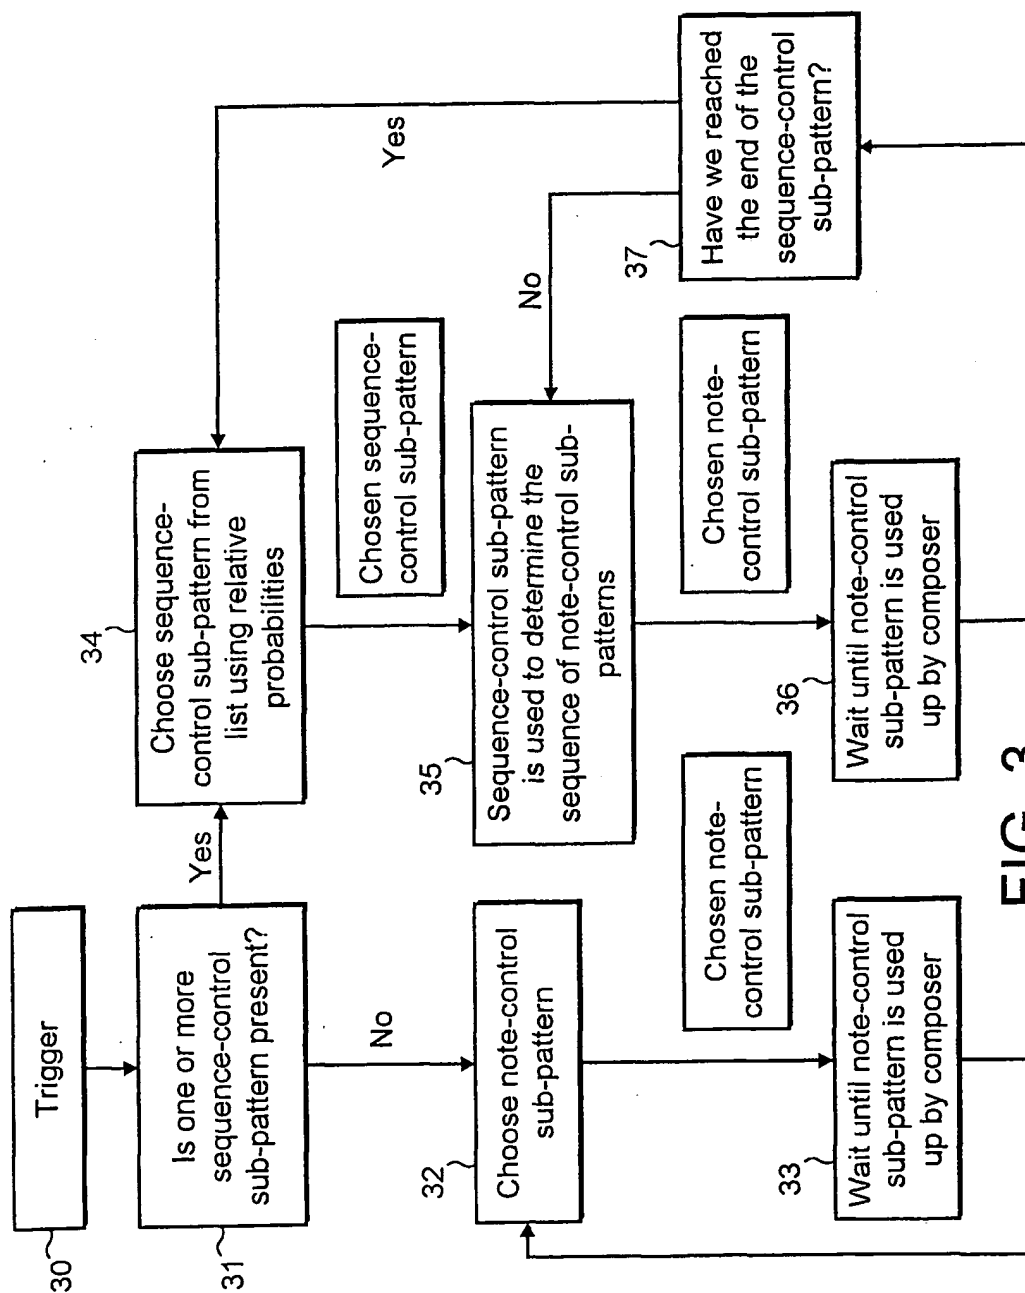 30
Trigger
31
Is one or more
sequence-control
sub-pattern present?
Yes
No
34
Choose sequence-
control sub-pattern from
list using relative
probabilities
Chosen sequence-
control sub-pattern
Yes
32
Choose note-control
sub-pattern
35
Sequence-control sub-pattern
is used to determine the
sequence of note-control sub-
patterns
No
37
Have we reached
the end of the
sequence-control
sub-pattern?
Chosen note-
control sub-pattern
Chosen note-
control sub-pattern
33
Wait until note-control
sub-pattern is used
up by composer
36
Wait until note-control
sub-pattern is used
up by composer
FIG. 3